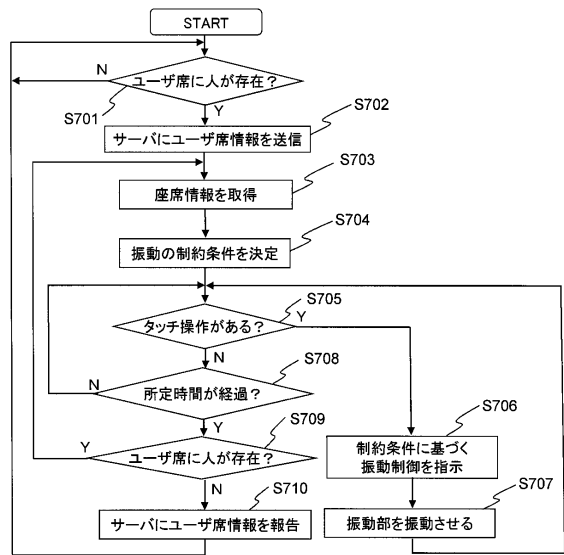 START
N
ユーザ席に人が存在？
S701
Y
S702
サーバにユーザ席情報を送信
S703
座席情報を取得
S704
振動の制約条件を決定
S705
タッチ操作がある？
Y
N
S708
N
所定時間が経過？
Y
S709
Y
ユーザ席に人が存在？
N
S710
サーバにユーザ席情報を報告
S706
制約条件に基づく
振動制御を指示
S707
振動部を振動させる